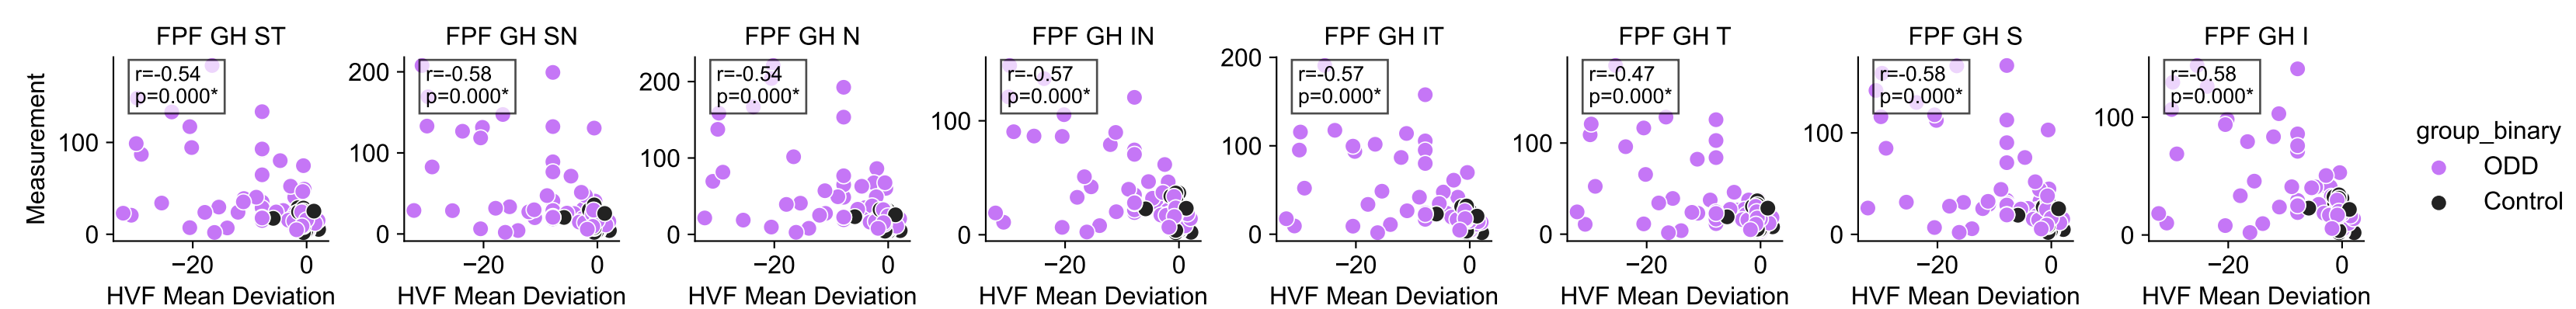 FPF GH ST
FPF GH SN
FPF GH N
FPF GH IN
FPF GH IT
FPF GH T
FPF GH S
FPF GH I
Measurement
r=-0.54
p=0.000*
100
0
−20
0
HVF Mean Deviation
r=-0.58
p=0.000*
200
100
0
−20
0
HVF Mean Deviation
r=-0.54
p=0.000*
200
100
0
−20
0
HVF Mean Deviation
r=-0.57
p=0.000*
100
0
−20
0
HVF Mean Deviation
r=-0.57
p=0.000*
200
100
0
−20
0
HVF Mean Deviation
r=-0.47
p=0.000*
100
0
−20
0
HVF Mean Deviation
r=-0.58
p=0.000*
100
0
−20
0
HVF Mean Deviation
r=-0.58
p=0.000*
100
0
−20
0
HVF Mean Deviation
group_binary
ODD
Control